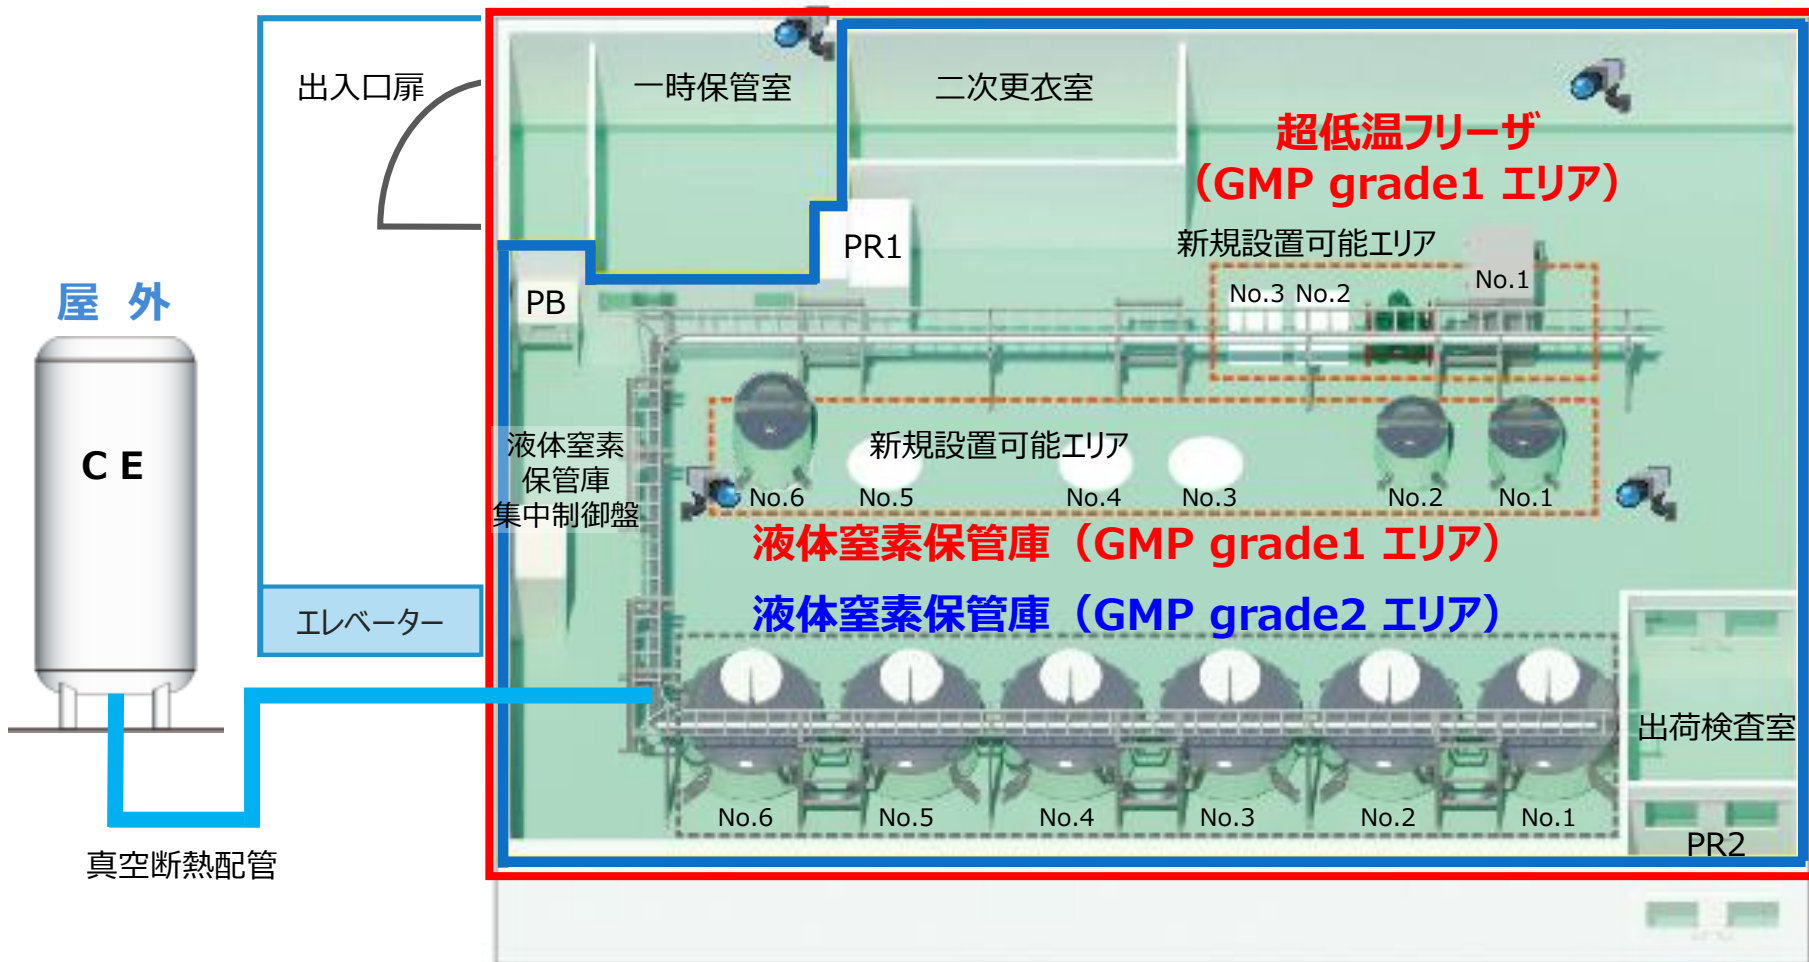 出入口扉
一時保管室
二次更衣室
超低温フリーザ
（GMP grade1 エリア）
PR1
新規設置可能エリア
No.3 No.2
No.1
PB
屋 外
C E
液体窒素
保管庫
集中制御盤
新規設置可能エリア
No.6 No.5 No.4 No.3 No.2 No.1
液体窒素保管庫（GMP grade1 エリア）
液体窒素保管庫（GMP grade2 エリア）
エレベーター
出荷検査室
No.6 No.5 No.4 No.3 No.2 No.1
PR2
真空断熱配管